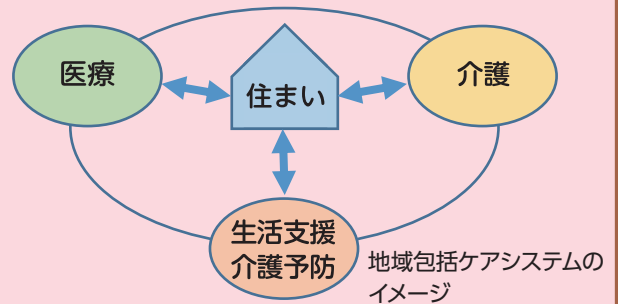 医療
住まい
介護
生活支援
介護予防
地域包括ケアシステムの
イメージ